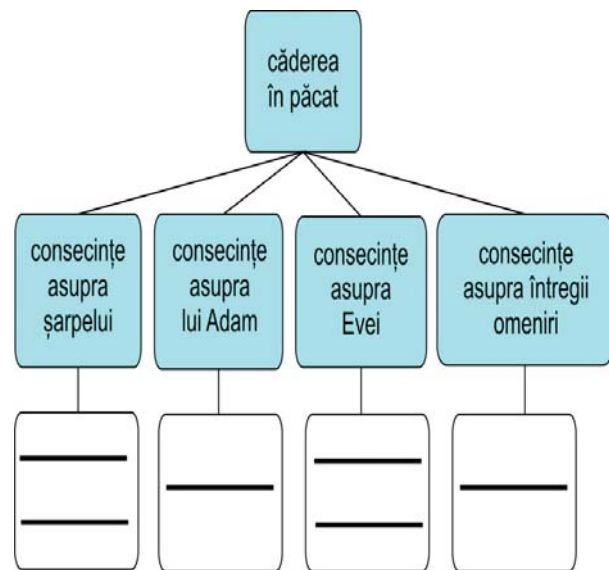 căderea
în păcat
consecințe
asupra
șarpelui
consecințe
asupra
lui Adam
consecințe
asupra
Evei
consecințe
asupra întregii
omeniri